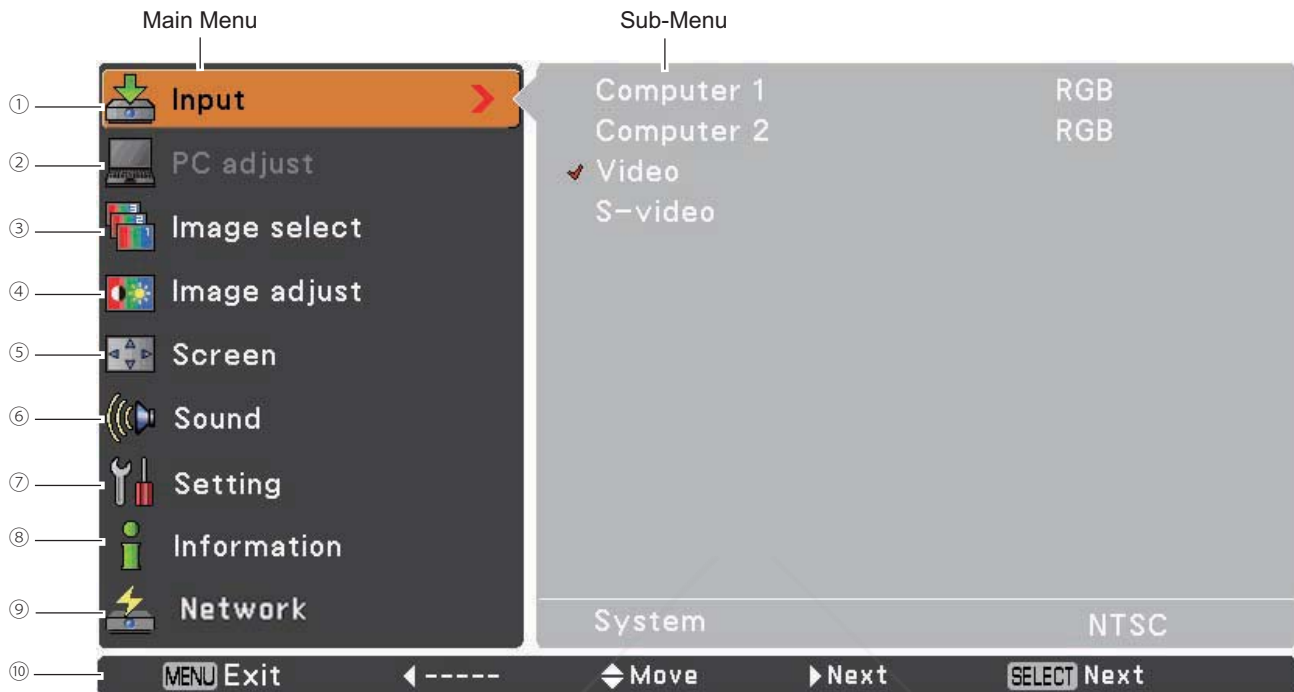 Main Menu
Sub-Menu
① Input
② PC adjust
③ Image select
④ Image adjust
⑤ Screen
⑥ Sound
⑦ Setting
⑧ Information
⑨ Network
Computer 1 RGB
Computer 2 RGB
Video
S-video
System NTSC
⑩ MENU Exit ◀ ----- Move ▶ Next SELECT Next